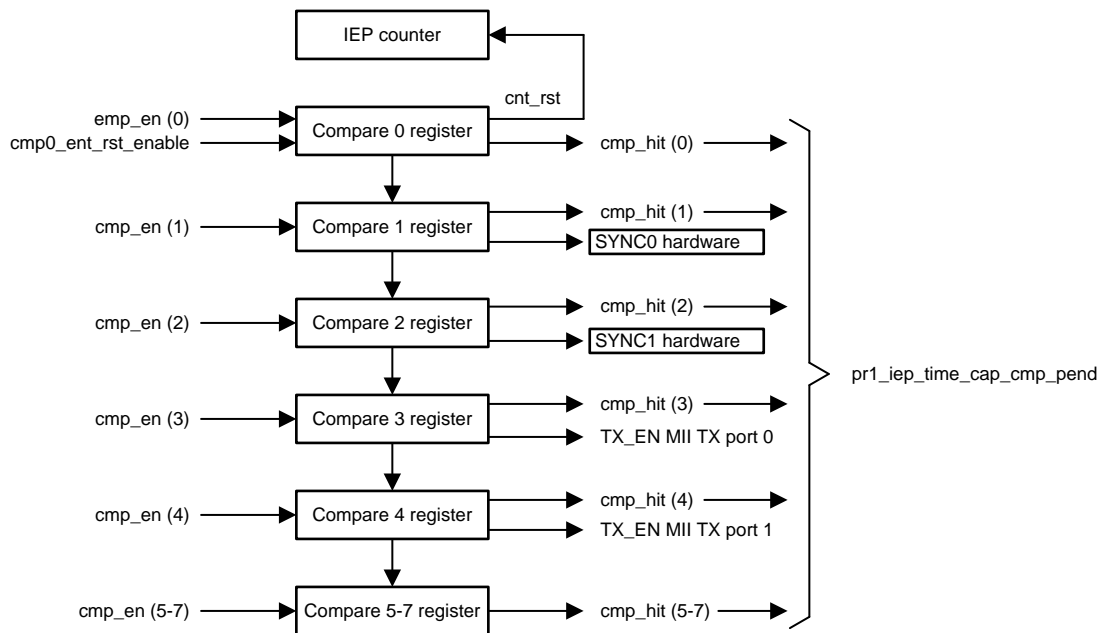 IEP counter
cnt_rst
emp_en (0)
cmp0_ent_rst_enable
Compare 0 register
cmp_hit (0)
cmp_en (1)
Compare 1 register
cmp_hit (1)
SYNC0 hardware
cmp_en (2)
Compare 2 register
cmp_hit (2)
SYNC1 hardware
pr1_iep_time_cap_cmp_pend
cmp_en (3)
Compare 3 register
cmp_hit (3)
TX_EN MII TX port 0
cmp_en (4)
Compare 4 register
cmp_hit (4)
TX_EN MII TX port 1
cmp_en (5-7)
Compare 5-7 register
cmp_hit (5-7)